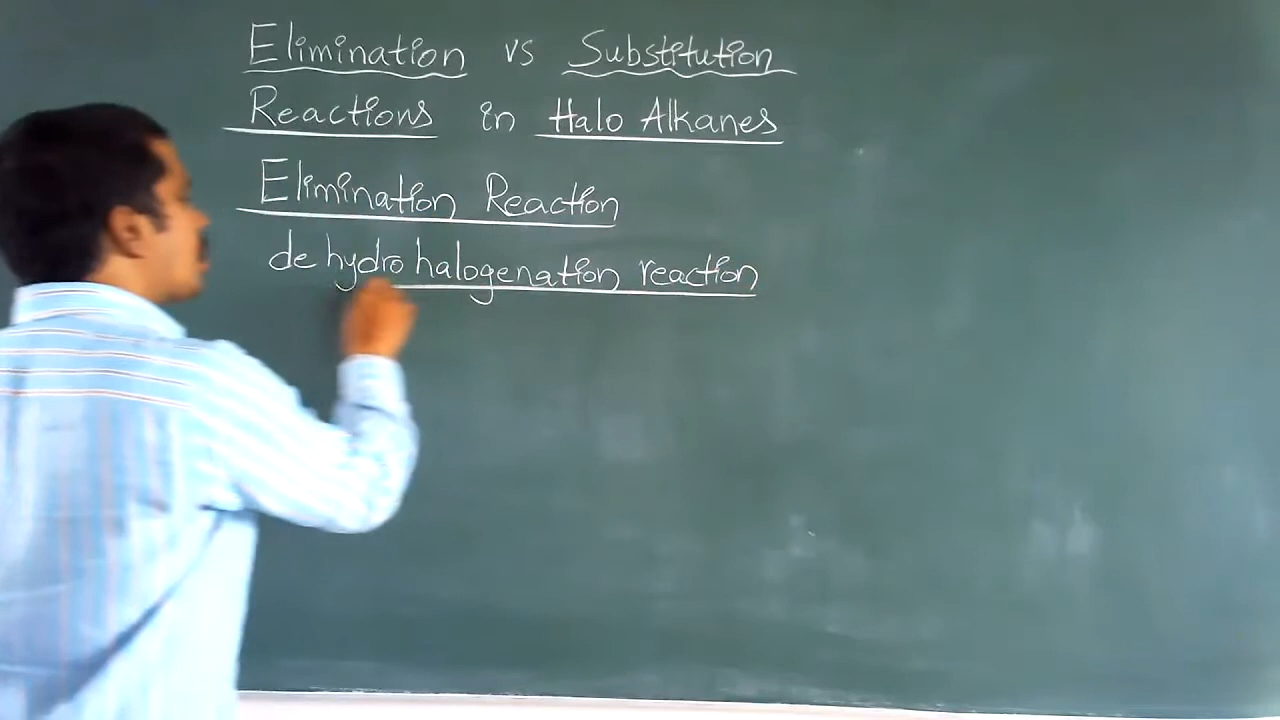 Elimination vs Substitution
Reactions in Halo Alkanes
Elimination Reaction
de hydro halogenation reaction